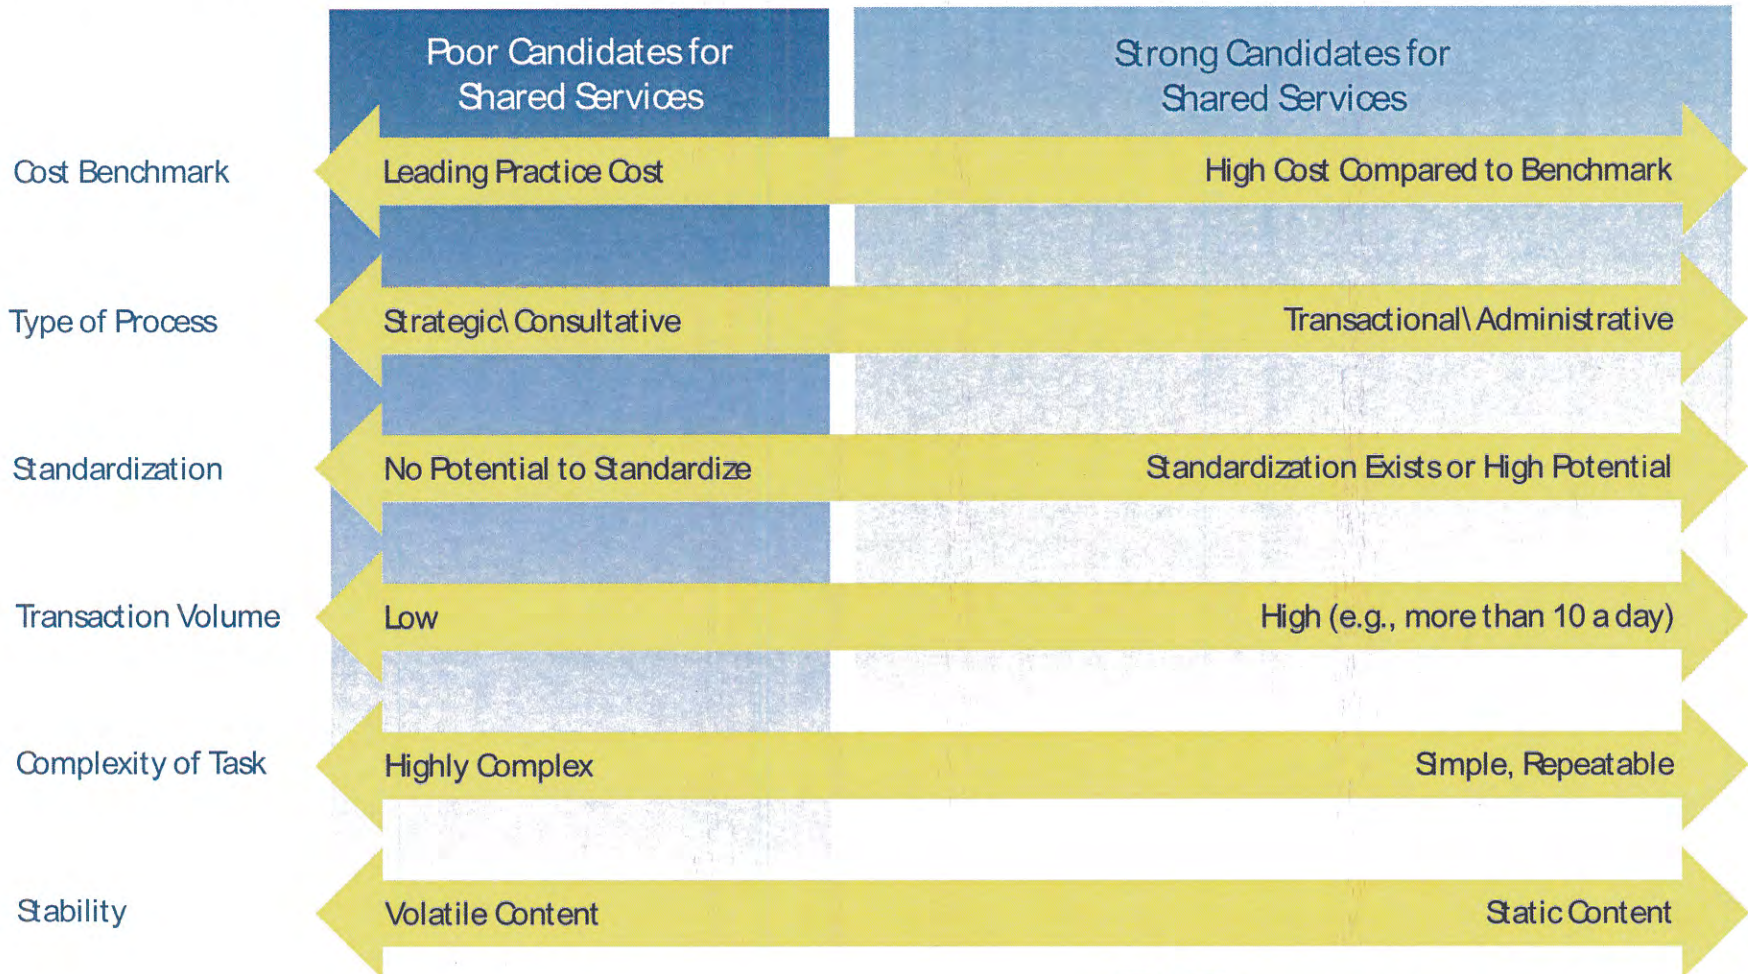 Poor Candidates for
Shared Services
Strong Candidates for
Shared Services
Cost Benchmark
Leading Practice Cost
High Cost Compared to Benchmark
Type of Process
Strategic\Consultative
Transactional\Administrative
Standardization
No Potential to Standardize
Standardization Exists or High Potential
Transaction Volume
Low
High (e.g., more than 10 a day)
Complexity of Task
Highly Complex
Simple, Repeatable
Stability
Volatile Content
Static Content